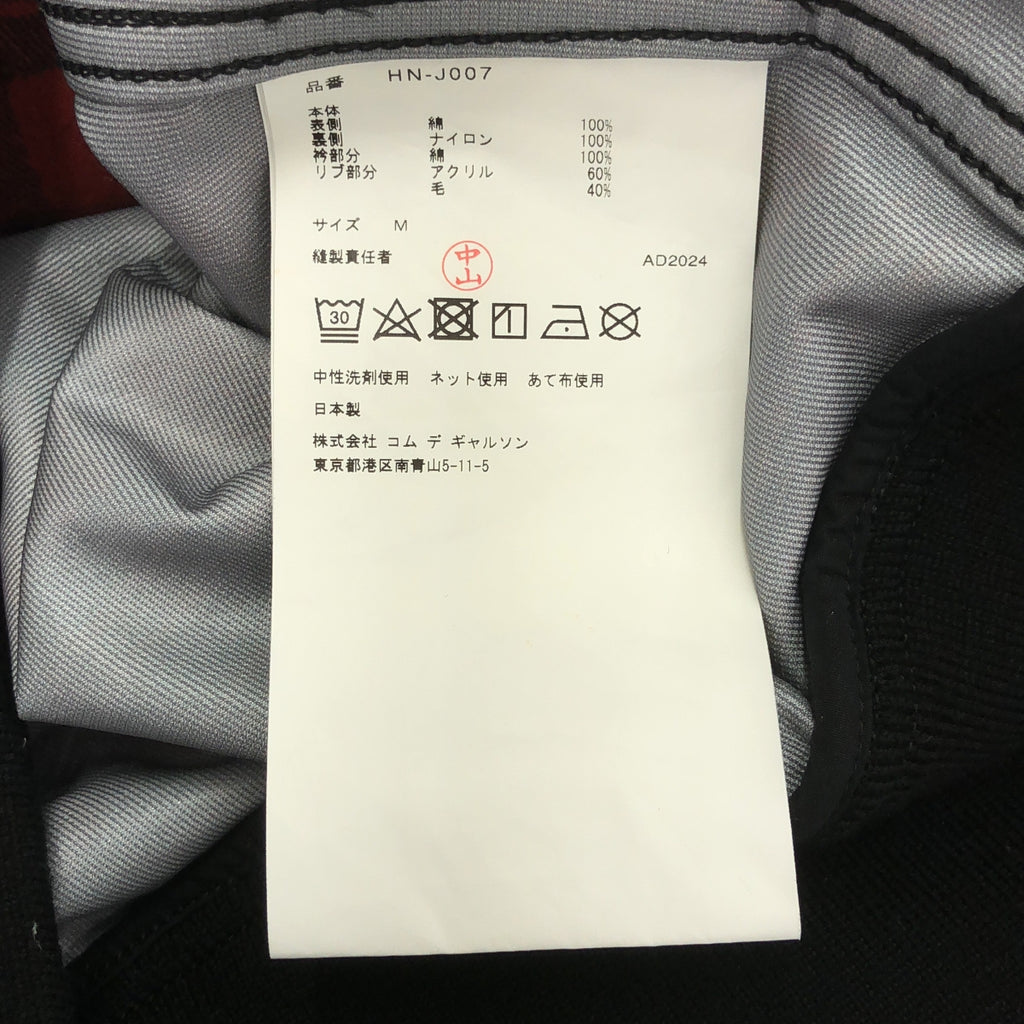 品番 HN-J007
本体
表側 綿 100%
裏側 ナイロン 100%
衿部分 綿 100%
リブ部分 アクリル 60%
毛 40%
サイズ M
縫製責任者 中山 AD2024
30
中性洗剤使用 ネット使用 あて布使用
日本製
株式会社 コム デ ギャルソン
東京都港区南青山5-11-5